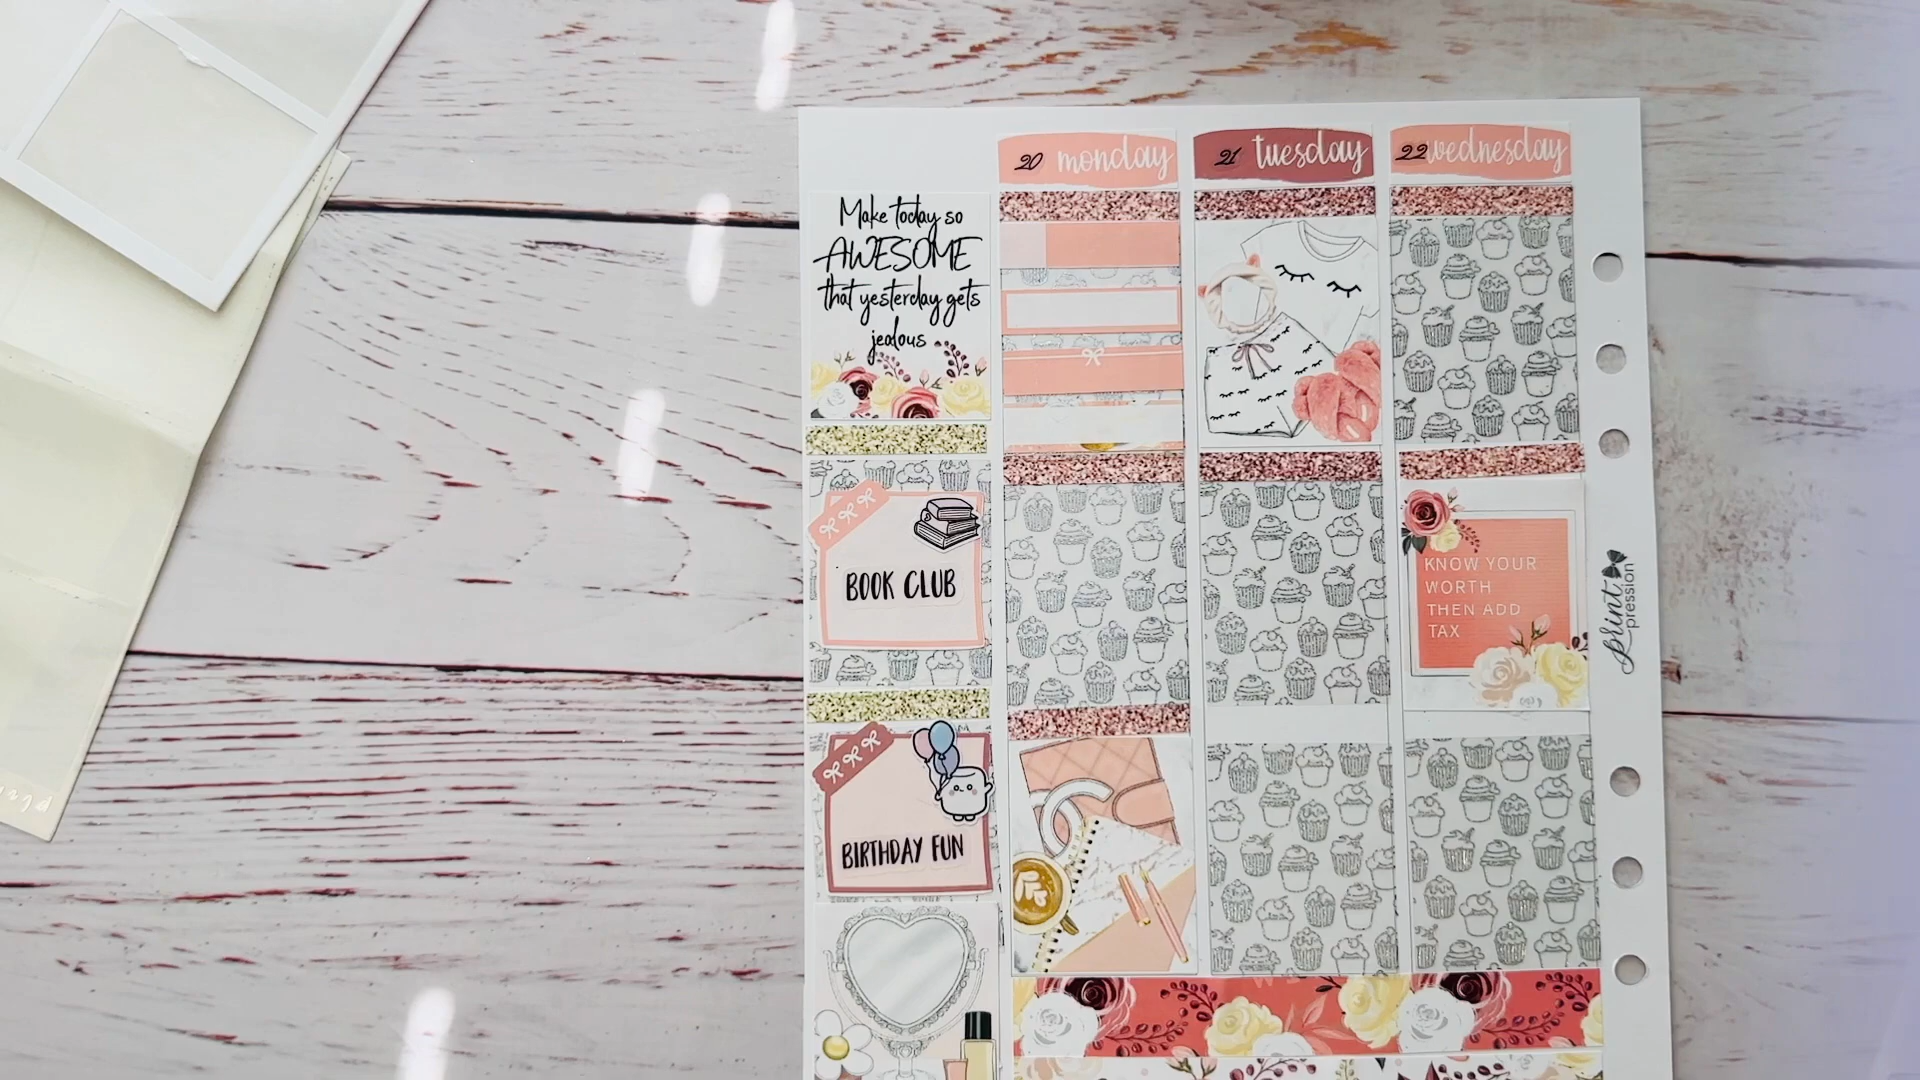 20 monday
21 tuesday
22 wednesday
Make today so
AWESOME
that yesterday gets
jealous
BOOK CLUB
BIRTHDAY FUN
KNOW YOUR
WORTH
THEN ADD
TAX
print
pression